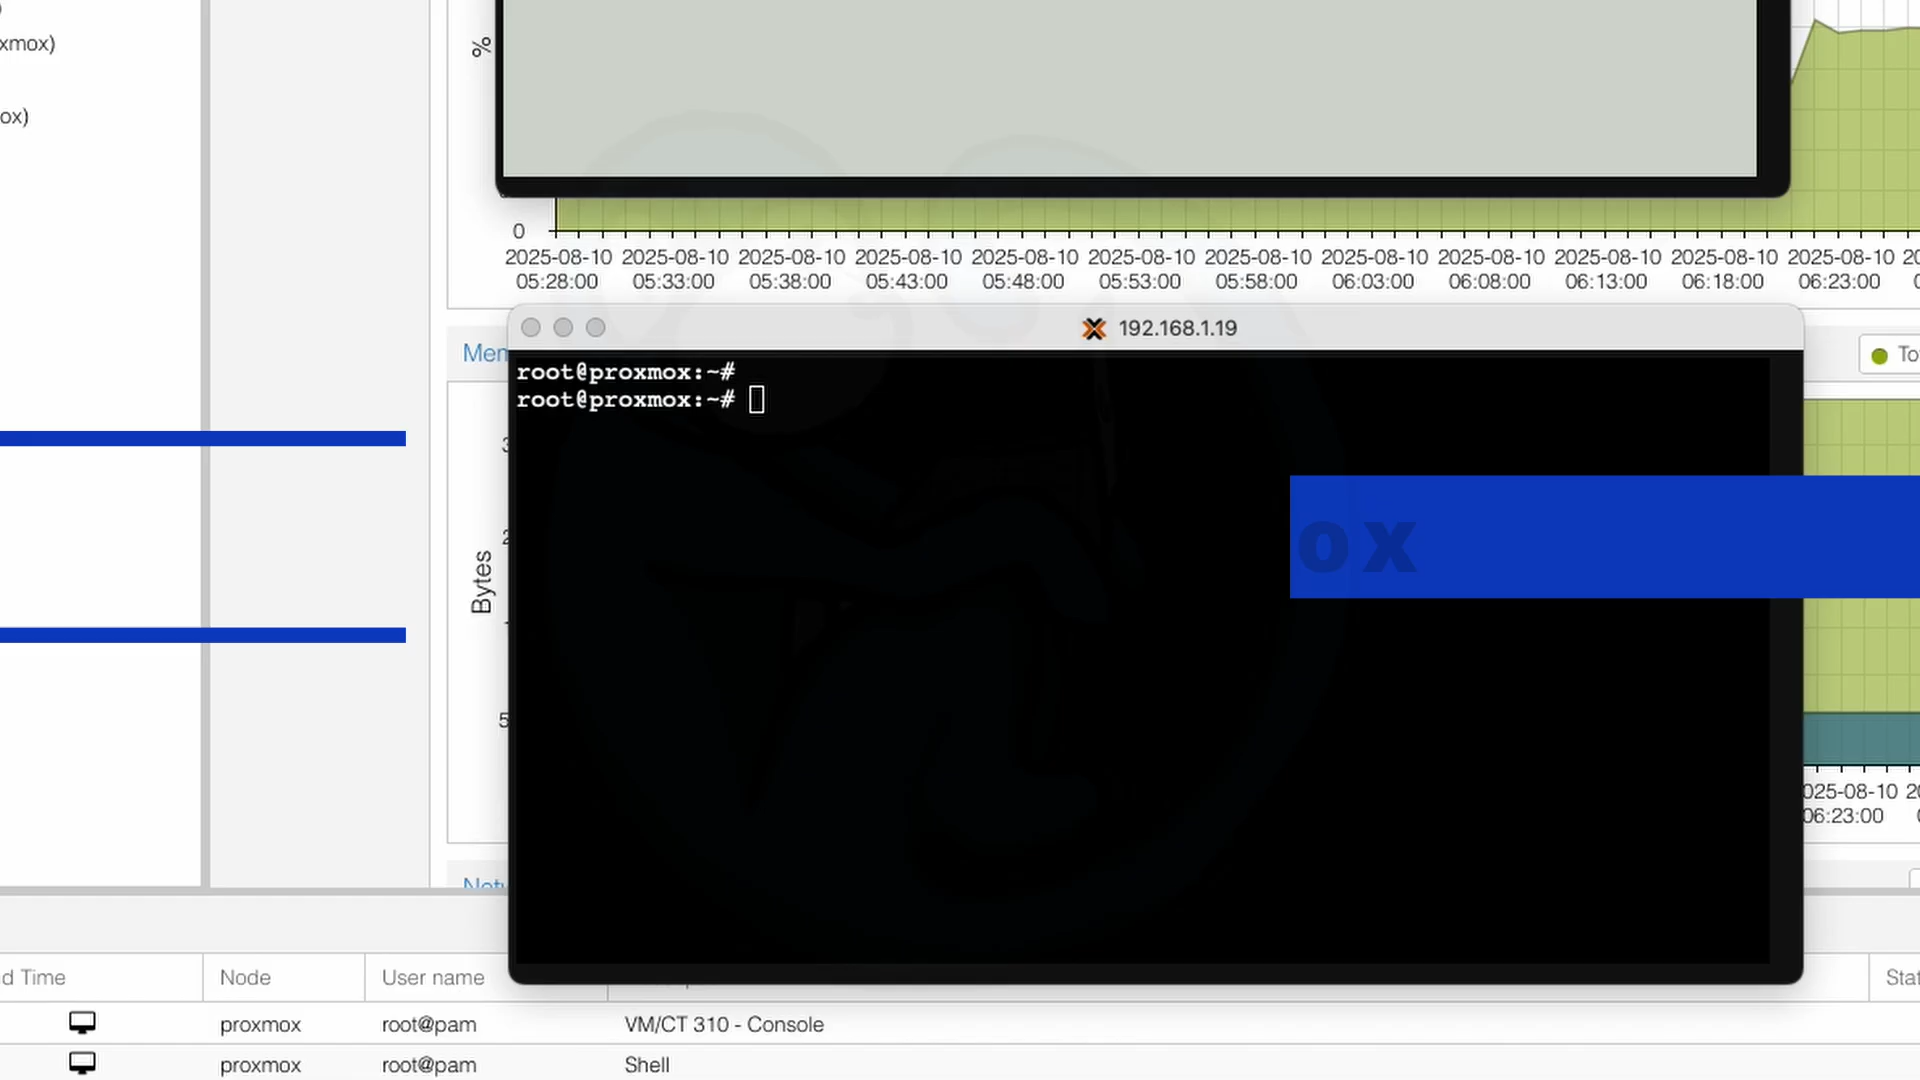 xmox)
ox)
%
0
2025-08-10 2025-08-10 2025-08-10 2025-08-10 2025-08-10 2025-08-10 2025-08-10 2025-08-10 2025-08-10 2025-08-10 2025-08-10 2025-08-10 20
05:28:00 05:33:00 05:38:00 05:43:00 05:48:00 05:53:00 05:58:00 06:03:00 06:08:00 06:13:00 06:18:00 06:23:00
192.168.1.19
Mem
To
root@proxmox:~#
root@proxmox:~#
ox
Bytes
5
025-08-10 20
06:23:00
d Time Node User name Stat
proxmox root@pam VM/CT 310 - Console
proxmox root@pam Shell